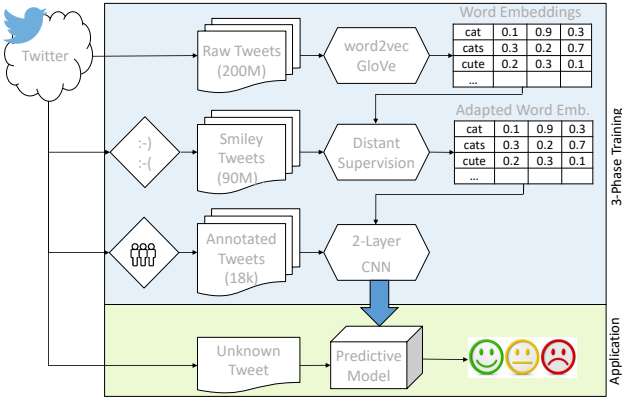 Twitter
Raw Tweets
(200M)
word2vec
GloVe
Word Embeddings
cat 0.1 0.9 0.3
cats 0.3 0.2 0.7
cute 0.2 0.3 0.1
...
:-)
:-(
Smiley
Tweets
(90M)
Distant
Supervision
Adapted Word Emb.
cat 0.1 0.9 0.3
cats 0.3 0.2 0.7
cute 0.2 0.3 0.1
...
Annotated
Tweets
(18k)
2-Layer
CNN
3-Phase Training
Unknown
Tweet
Predictive
Model
Application